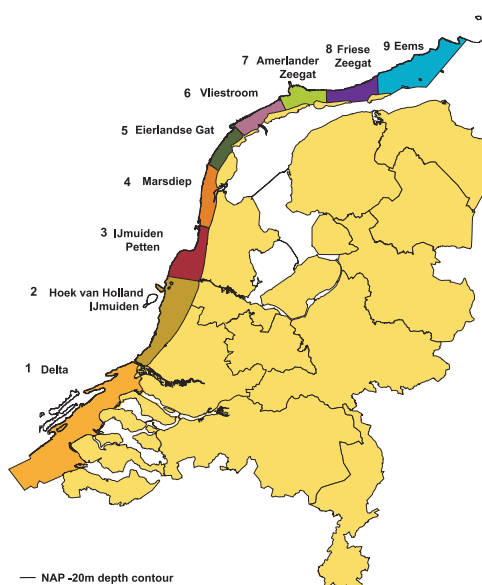 9 Eems
8 Friese
Zeegat
7 Amerlander
Zeegat
6 Vliestroom
5 Eierlandse Gat
4 Marsdiep
3 IJmuiden
Petten
2 Hoek van Holland
IJmuiden
1 Delta
NAP -20m depth contour